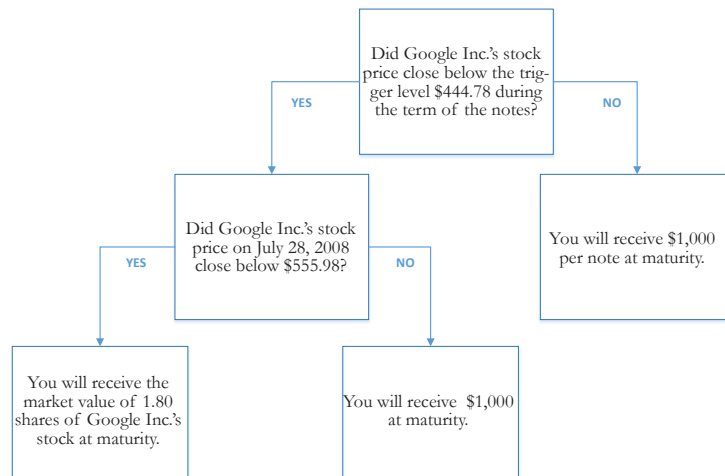 Did Google Inc.'s stock
price close below the trig-
ger level $444.78 during
the term of the notes?
YES
NO
Did Google Inc.'s stock
price on July 28, 2008
close below $555.98?
You will receive $1,000
per note at maturity.
YES
NO
You will receive the
market value of 1.80
shares of Google Inc.'s
stock at maturity.
You will receive $1,000
at maturity.